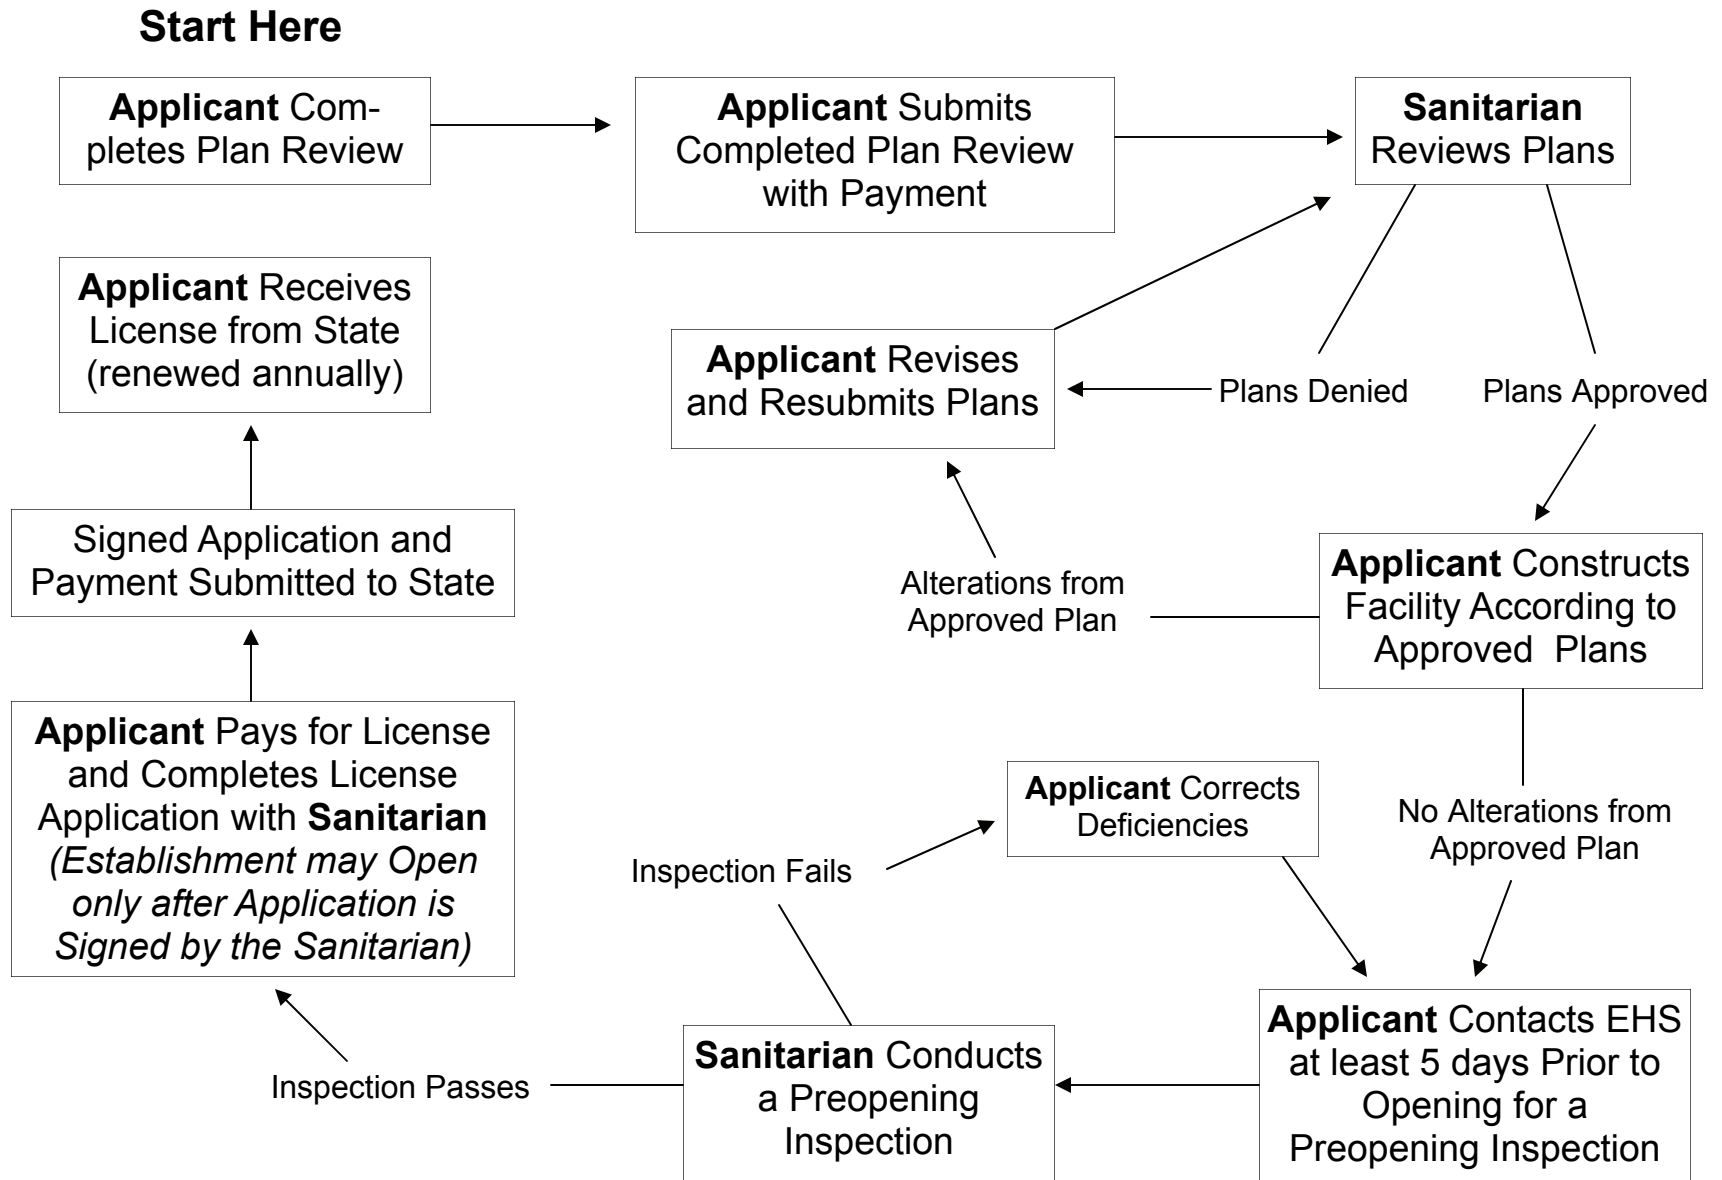 Start Here
Applicant Com-
pletes Plan Review
Applicant Submits
Completed Plan Review
with Payment
Sanitarian
Reviews Plans
Plans Denied
Plans Approved
Applicant Revises
and Resubmits Plans
Applicant Constructs
Facility According to
Approved  Plans
Alterations from
Approved Plan
No Alterations from
Approved Plan
Applicant Contacts EHS
at least 5 days Prior to
Opening for a
Preopening Inspection
Sanitarian Conducts
a Preopening
Inspection
Inspection Fails
Applicant Corrects
Deficiencies
Inspection Passes
Applicant Pays for License
and Completes License
Application with Sanitarian
(Establishment may Open
only after Application is
Signed by the Sanitarian)
Signed Application and
Payment Submitted to State
Applicant Receives
License from State
(renewed annually)